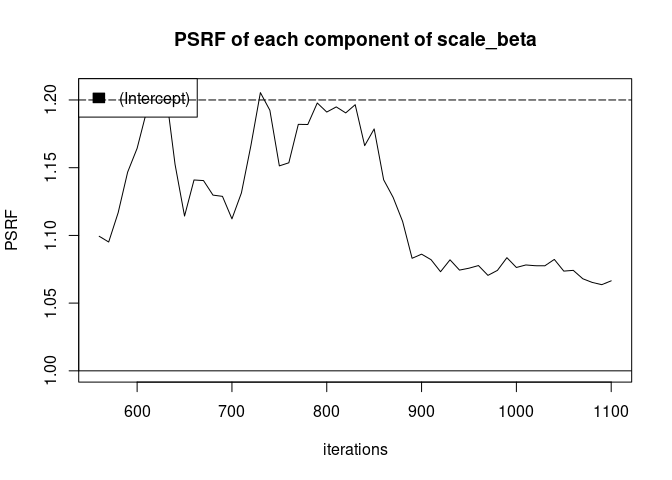 PSRF of each component of scale_beta
(Intercept)
PSRF
1.20
1.15
1.10
1.05
1.00
600 700 800 900 1000 1100
iterations